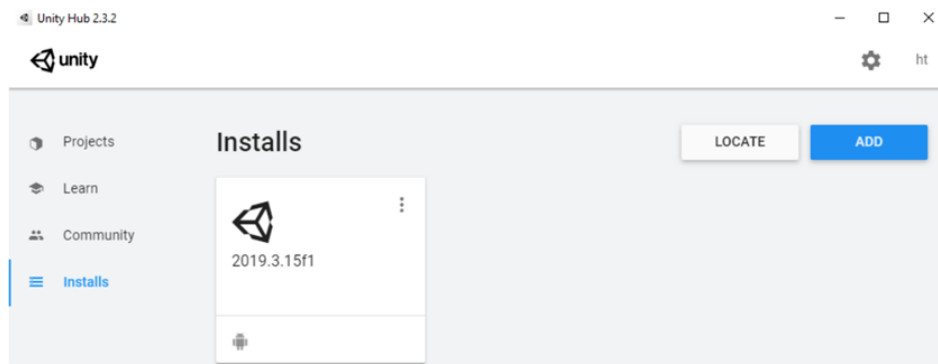 Unity Hub 2.3.2
unity
ht
Projects
Learn
Community
Installs
Installs
LOCATE
ADD
2019.3.15f1